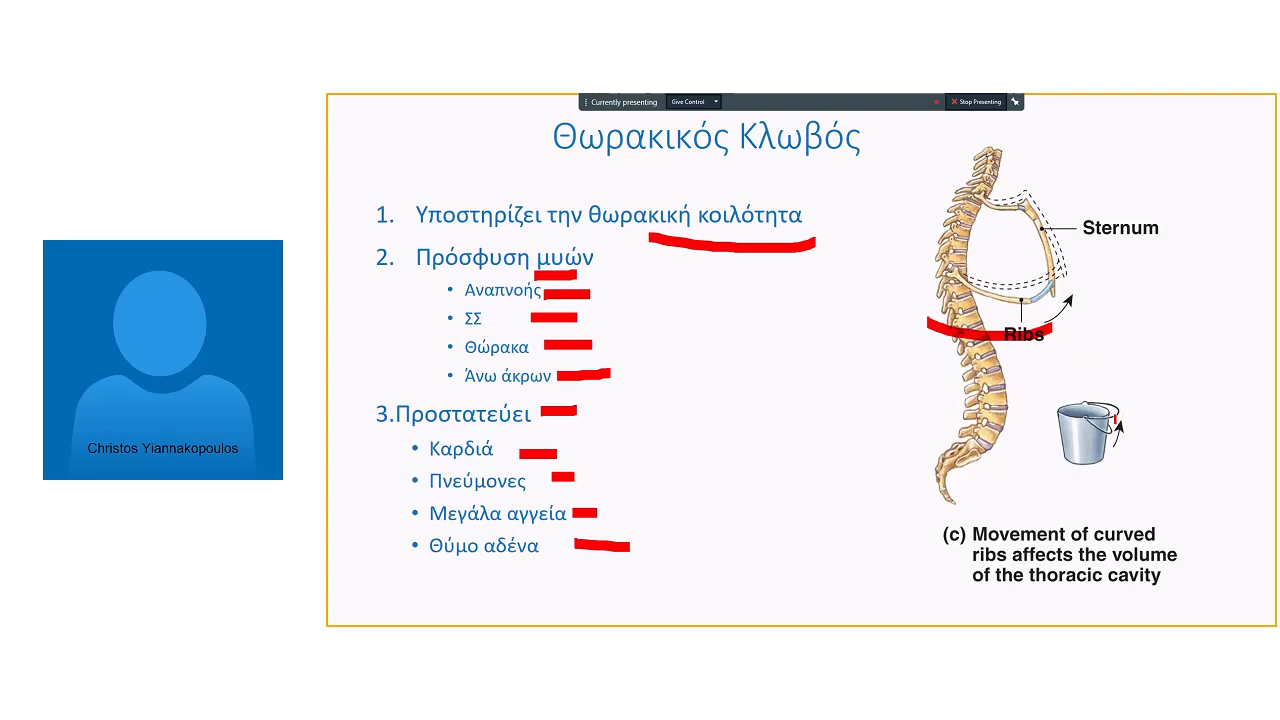 Currently presenting Give Control Stop Presenting
Θωρακικός Κλωβός
1. Υποστηρίζει την θωρακική κοιλότητα
2. Πρόσφυση μυών
• Αναπνοής
• ΣΣ
• Θώρακα
• Άνω άκρων
3.Προστατεύει
• Καρδιά
• Πνεύμονες
• Μεγάλα αγγεία
• Θύμο αδένα
Sternum
Ribs
(c) Movement of curved
ribs affects the volume
of the thoracic cavity
Christos Yiannakopoulos